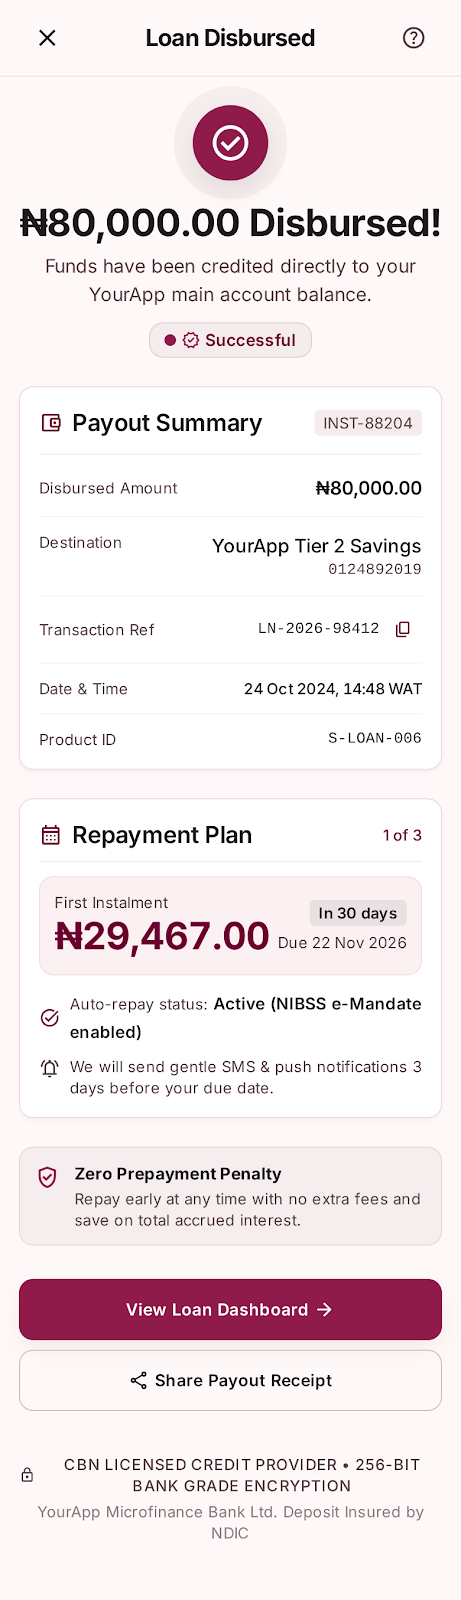 Loan Disbursed
₦80,000.00 Disbursed!
Funds have been credited directly to your
YourApp main account balance.
Successful
Payout Summary
INST-88204
Disbursed Amount
₦80,000.00
Destination
YourApp Tier 2 Savings
0124892019
Transaction Ref
LN-2026-98412
Date & Time
24 Oct 2024, 14:48 WAT
Product ID
S-LOAN-006
Repayment Plan
1 of 3
First Instalment
₦29,467.00
In 30 days
Due 22 Nov 2026
Auto-repay status: Active (NIBSS e-Mandate
enabled)
We will send gentle SMS & push notifications 3
days before your due date.
Zero Prepayment Penalty
Repay early at any time with no extra fees and
save on total accrued interest.
View Loan Dashboard
Share Payout Receipt
CBN LICENSED CREDIT PROVIDER • 256-BIT
BANK GRADE ENCRYPTION
YourApp Microfinance Bank Ltd. Deposit Insured by
NDIC